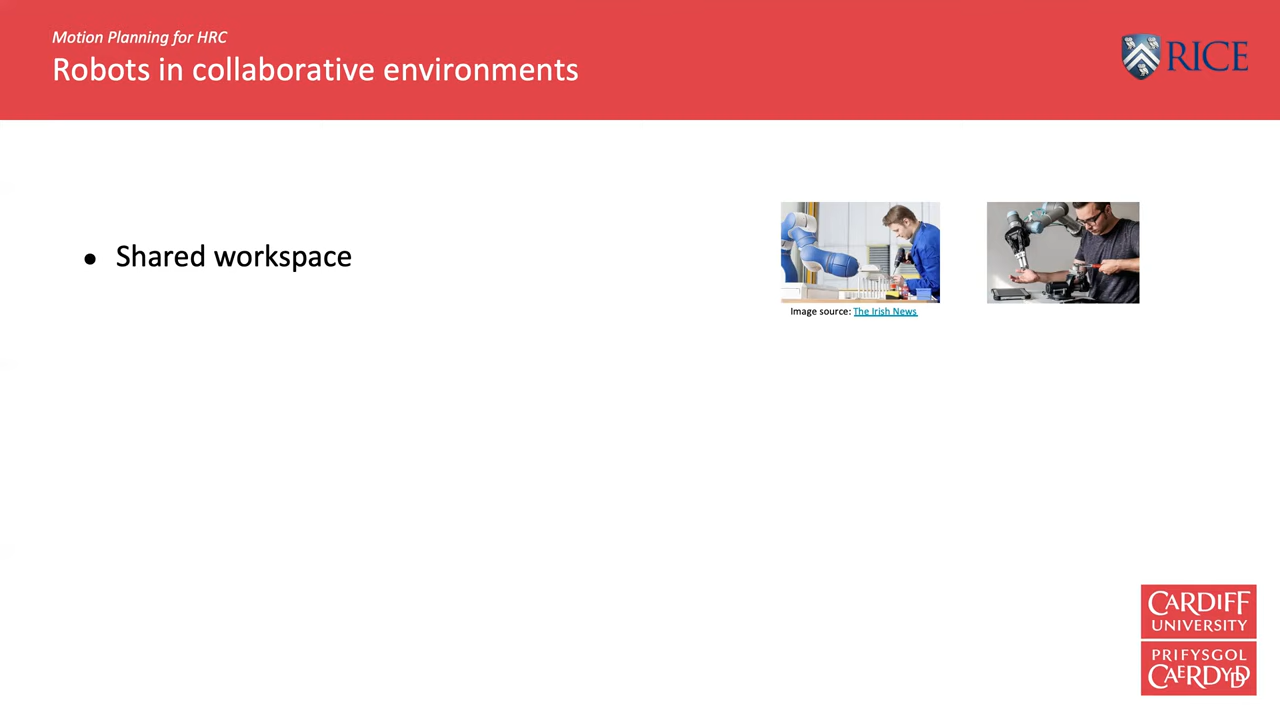 Motion Planning for HRC
Robots in collaborative environments
RICE
● Shared workspace
Image source: The Irish News
CARDIFF
UNIVERSITY
PRIFYSGOL
CAERDYDD